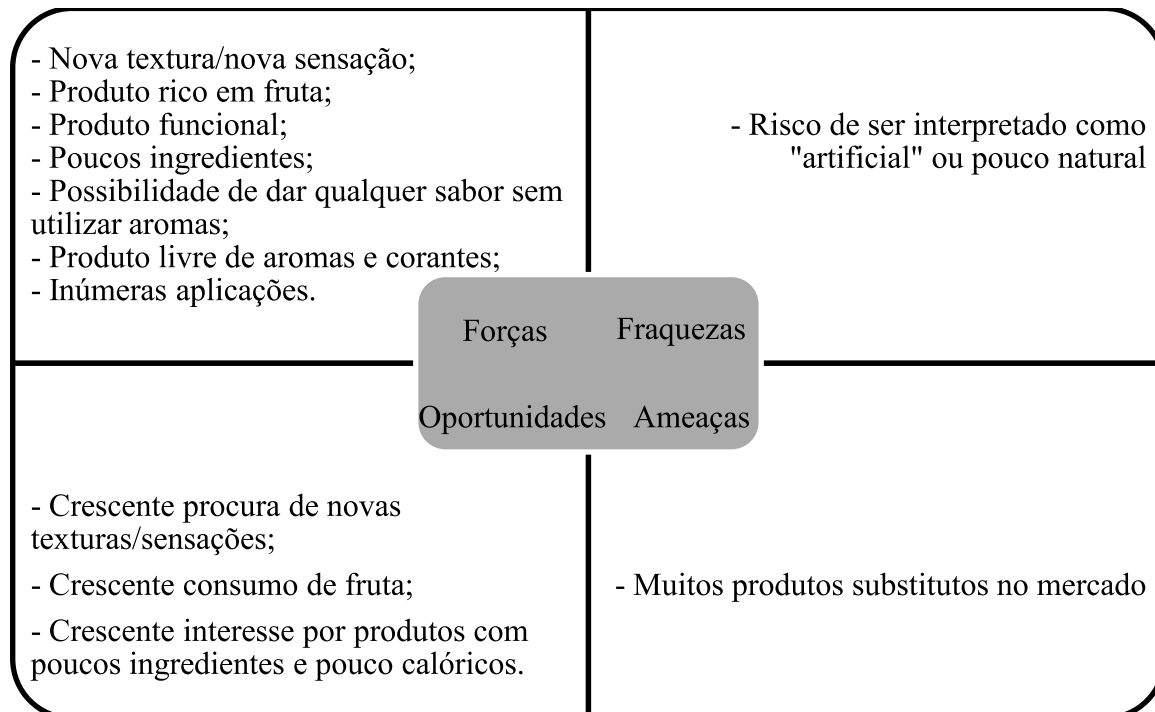 - Nova textura/nova sensação;
- Produto rico em fruta;
- Produto funcional;
- Poucos ingredientes;
- Possibilidade de dar qualquer sabor sem
utilizar aromas;
- Produto livre de aromas e corantes;
- Inúmeras aplicações.
- Risco de ser interpretado como
"artificial" ou pouco natural
Forças
Fraquezas
Oportunidades
Ameaças
- Crescente procura de novas
texturas/sensações;
- Crescente consumo de fruta;
- Crescente interesse por produtos com
poucos ingredientes e pouco calóricos.
- Muitos produtos substitutos no mercado